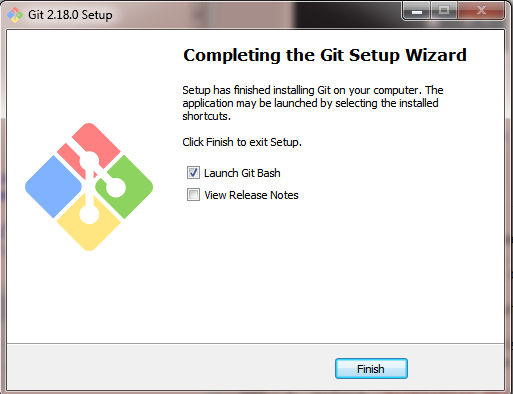 Git 2.18.0 Setup
Completing the Git Setup Wizard
Setup has finished installing Git on your computer. The
application may be launched by selecting the installed
shortcuts.
Click Finish to exit Setup.
Launch Git Bash
View Release Notes
Finish